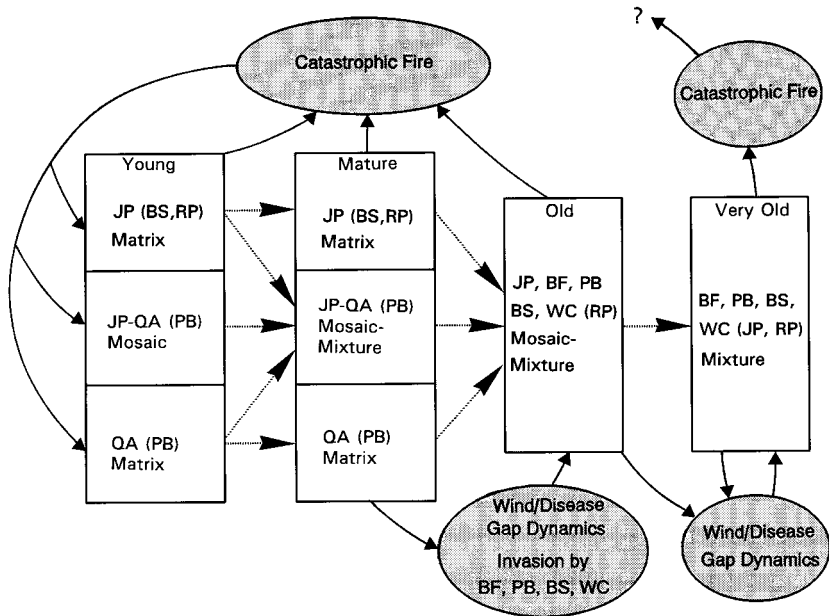 ?
Catastrophic Fire
Catastrophic Fire
Young
JP (BS,RP)
Matrix
JP-QA (PB)
Mosaic
QA (PB)
Matrix
Mature
JP (BS,RP)
Matrix
JP-QA (PB)
Mosaic-
Mixture
QA (PB)
Matrix
Old
JP, BF, PB
BS, WC (RP)
Mosaic-
Mixture
Very Old
BF, PB, BS,
WC (JP, RP)
Mixture
Wind/Disease
Gap Dynamics
Invasion by
BF, PB, BS, WC
Wind/Disease
Gap Dynamics